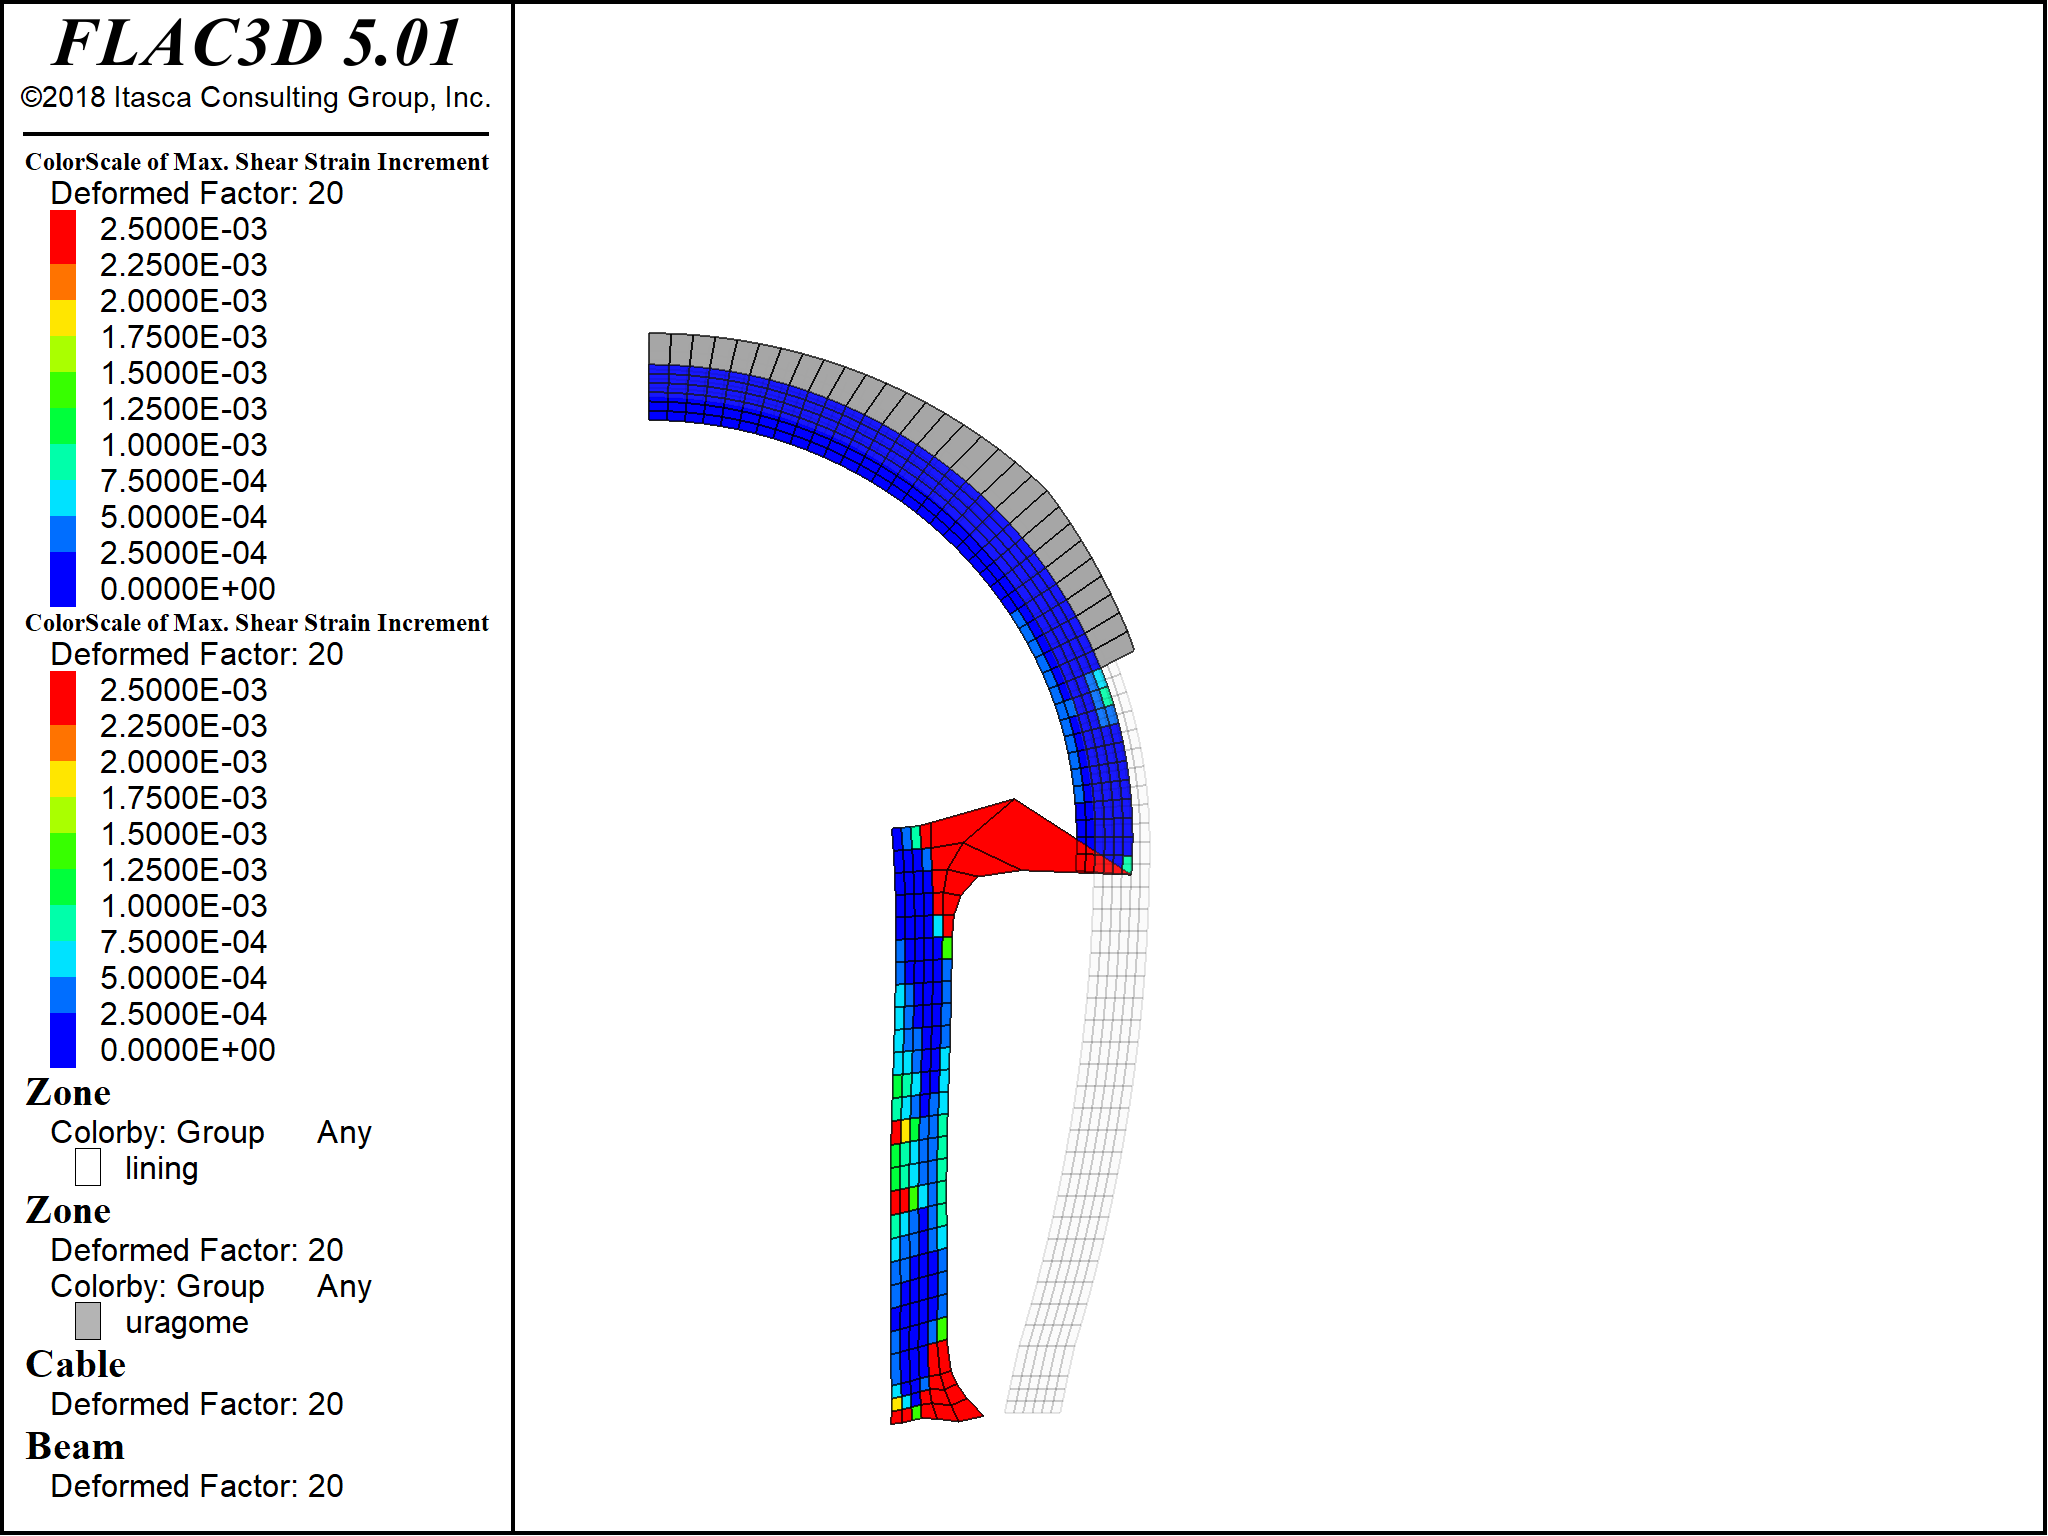 FLAC3D 5.01
©2018 Itasca Consulting Group, Inc.
ColorScale of Max. Shear Strain Increment
Deformed Factor: 20
2.5000E-03
2.2500E-03
2.0000E-03
1.7500E-03
1.5000E-03
1.2500E-03
1.0000E-03
7.5000E-04
5.0000E-04
2.5000E-04
0.0000E+00
ColorScale of Max. Shear Strain Increment
Deformed Factor: 20
2.5000E-03
2.2500E-03
2.0000E-03
1.7500E-03
1.5000E-03
1.2500E-03
1.0000E-03
7.5000E-04
5.0000E-04
2.5000E-04
0.0000E+00
Zone
Colorby: Group Any
lining
Zone
Deformed Factor: 20
Colorby: Group Any
uragome
Cable
Deformed Factor: 20
Beam
Deformed Factor: 20